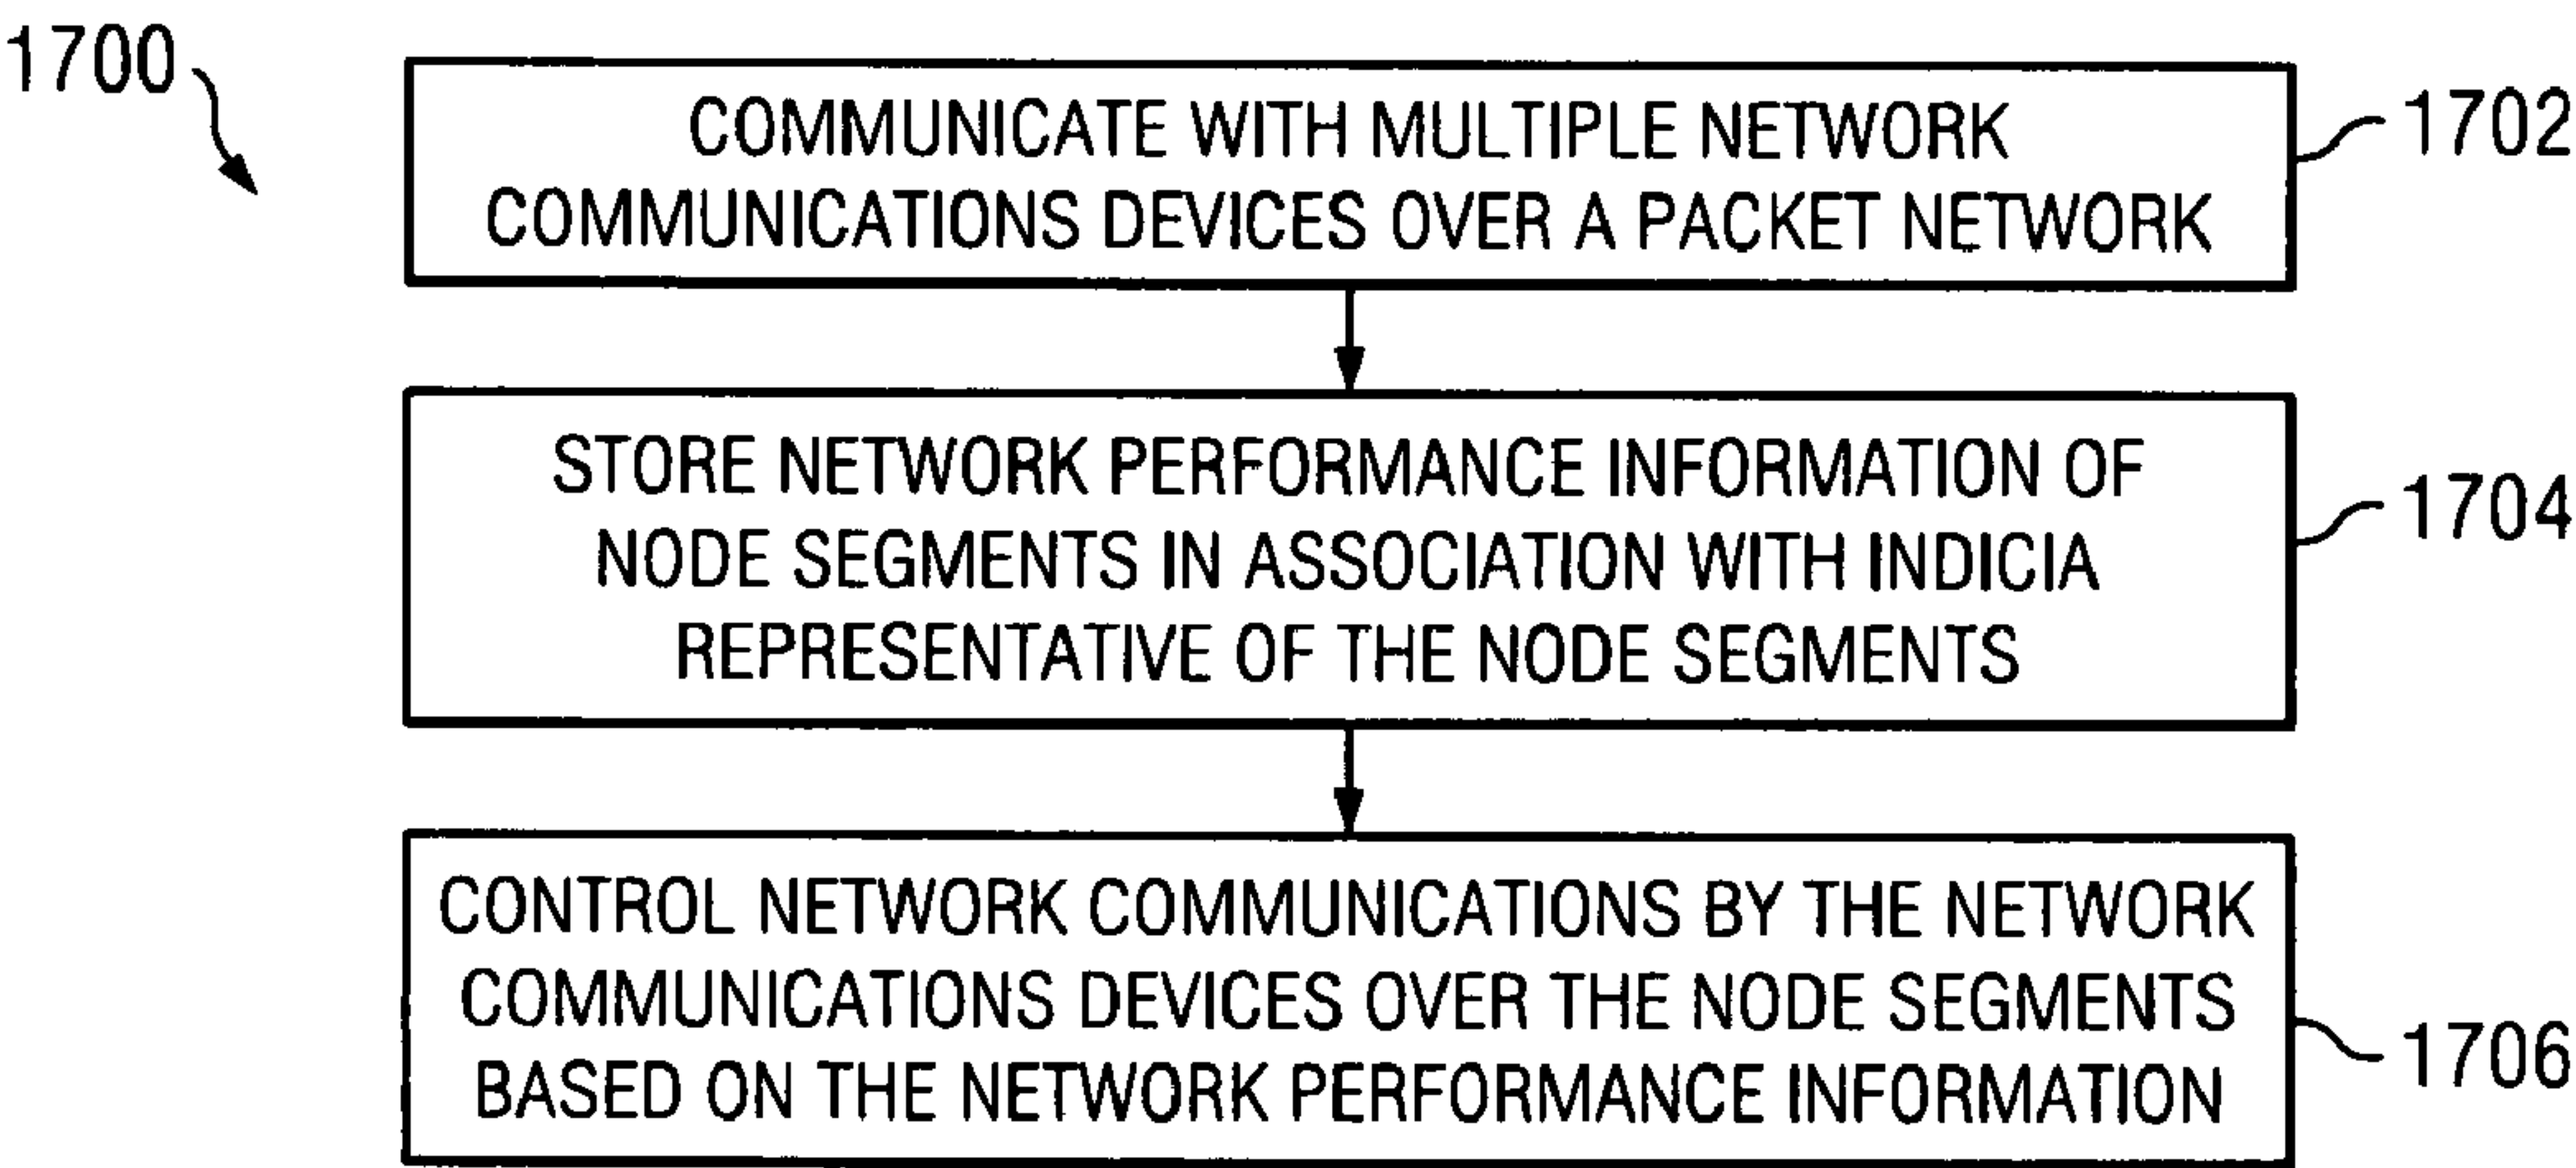 1700
COMMUNICATE WITH MULTIPLE NETWORK
COMMUNICATIONS DEVICES OVER A PACKET NETWORK
1702
STORE NETWORK PERFORMANCE INFORMATION OF
NODE SEGMENTS IN ASSOCIATION WITH INDICIA
REPRESENTATIVE OF THE NODE SEGMENTS
1704
CONTROL NETWORK COMMUNICATIONS BY THE NETWORK
COMMUNICATIONS DEVICES OVER THE NODE SEGMENTS
BASED ON THE NETWORK PERFORMANCE INFORMATION
1706